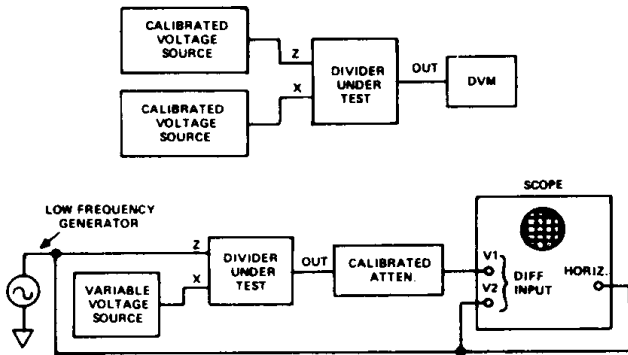 CALIBRATED
VOLTAGE
SOURCE
Z
DIVIDER
UNDER
TEST
OUT
DVM
X
CALIBRATED
VOLTAGE
SOURCE
SCOPE
LOW FREQUENCY
GENERATOR
Z
DIVIDER
UNDER
TEST
OUT
CALIBRATED
ATTEN.
V1
DIFF
INPUT
HORIZ.
V2
X
VARIABLE
VOLTAGE
SOURCE